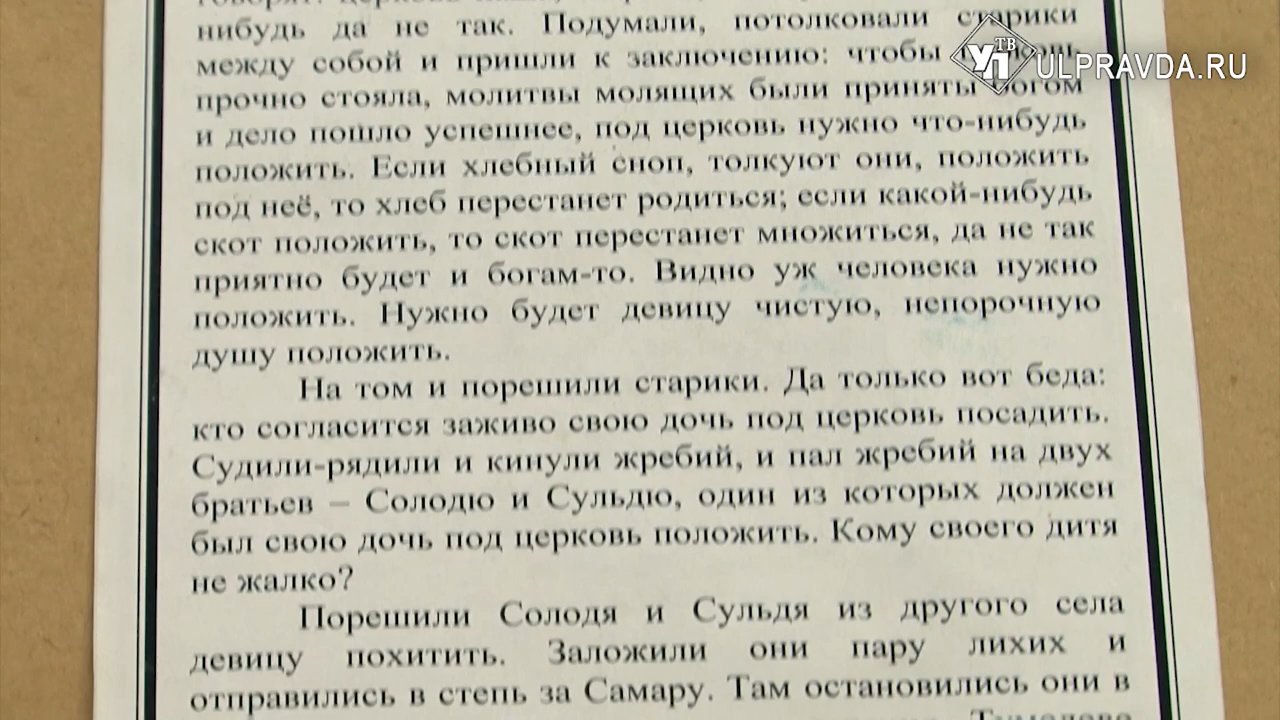 нибудь да не так. Подумали, потолковали старики
между собой и пришли к заключению: чтобы
прочно стояла, молитвы молящих были приняты
и дело пошло успешнее, под церковь нужно что-нибудь
положить. Если хлебный сноп, толкуют они, положить
под неё, то хлеб перестанет родиться; если какой-нибудь
скот положить, то скот перестанет множиться, да не так
приятно будет и богам-то. Видно уж человека нужно
положить. Нужно будет девицу чистую, непорочную
душу положить.
На том и порешили старики. Да только вот беда:
кто согласится заживо свою дочь под церковь посадить.
Судили-рядили и кинули жребий, и пал жребий на двух
братьев – Солодю и Сульдю, один из которых должен
был свою дочь под церковь положить. Кому своего дитя
не жалко?
Порешили Солодя и Сульдя из другого села
девицу похитить. Заложили они пару лихих и
отправились в степь за Самару. Там остановились они в
УП ТВ ULPRAVDA.RU